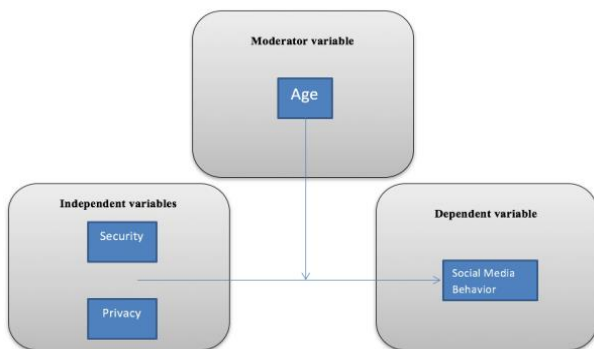 Moderator variable
Age
Independent variables
Security
Privacy
Dependent variable
Social Media
Behavior